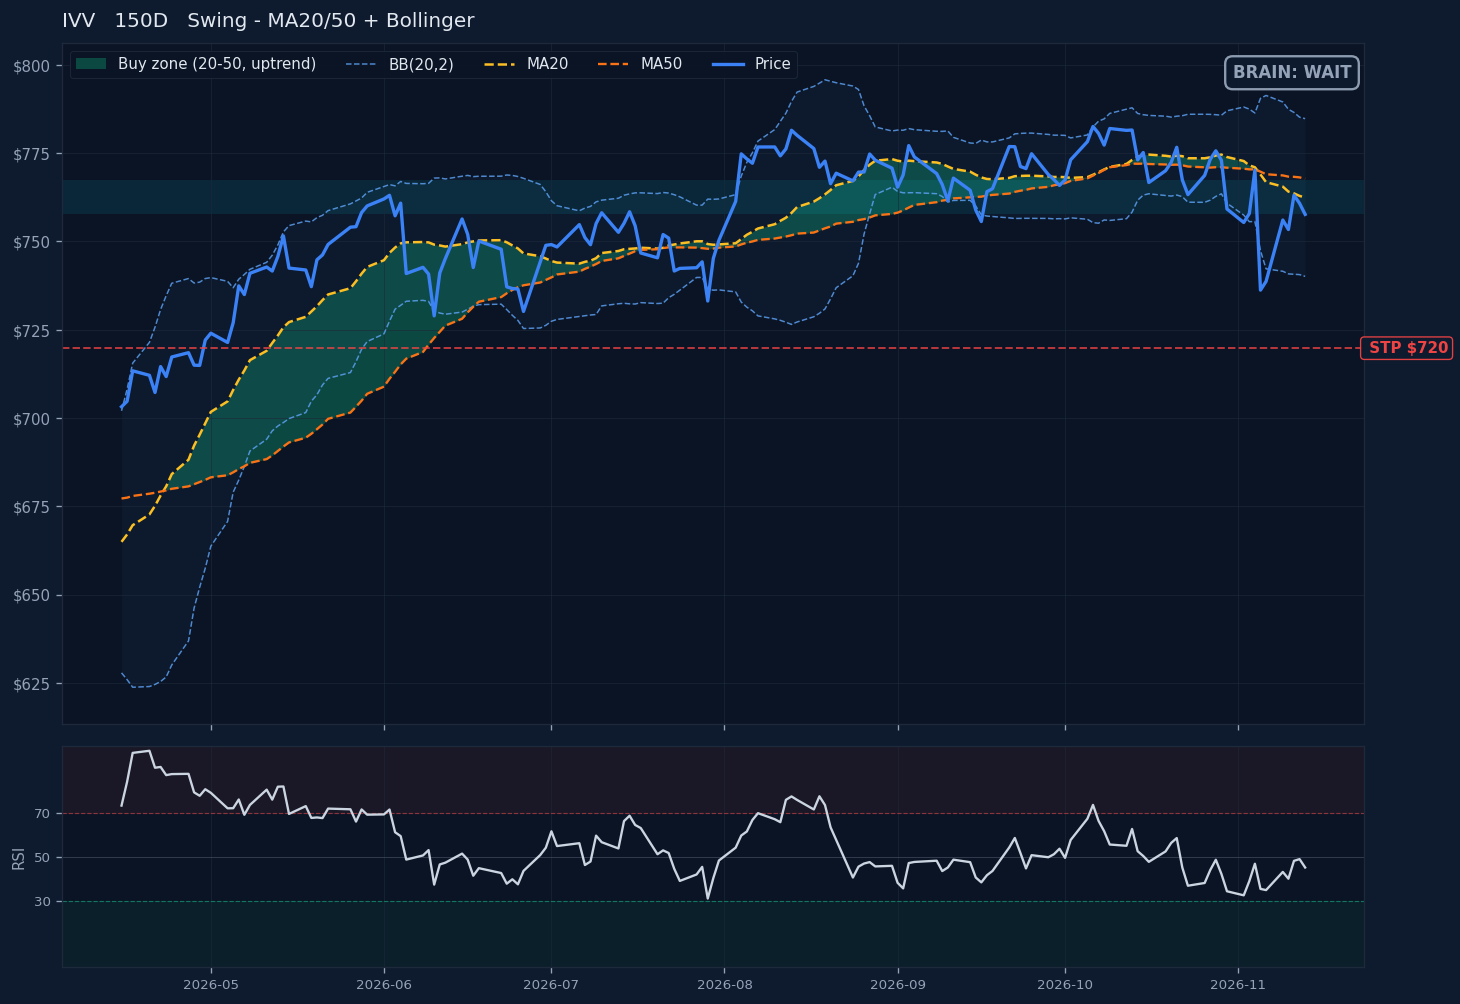 IVV   150D   Swing - MA20/50 + Bollinger
Buy zone (20-50, uptrend)   BB(20,2)   MA20   MA50   Price
BRAIN: WAIT
$800
$775
$750
$725
$700
$675
$650
$625
STP $720
RSI
70
50
30
2026-05   2026-06   2026-07   2026-08   2026-09   2026-10   2026-11